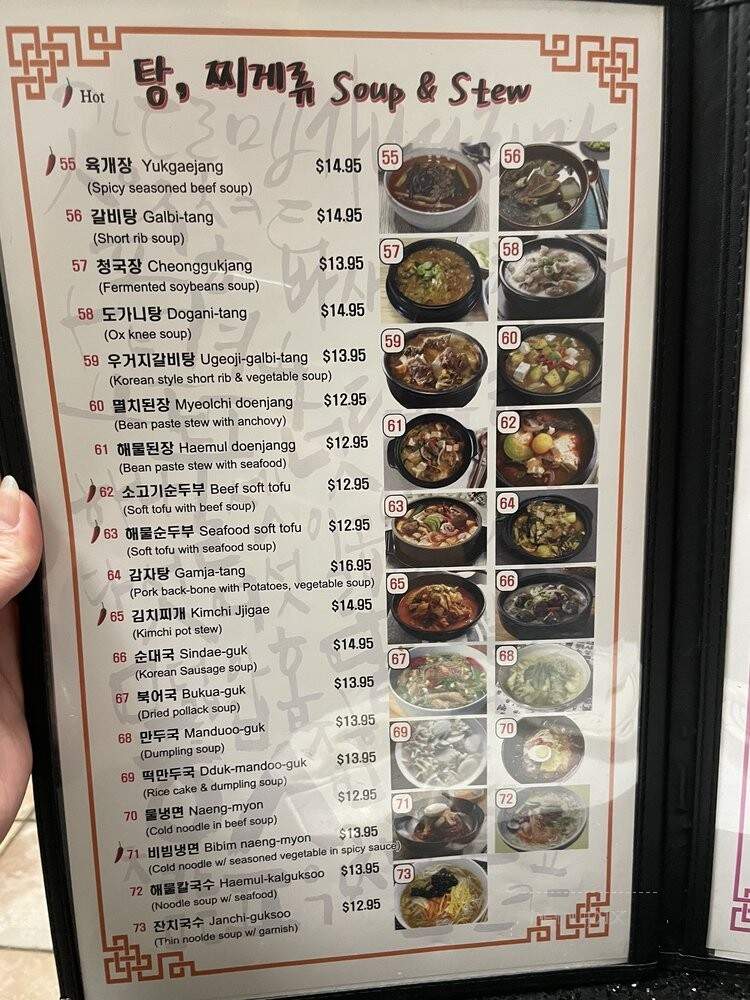 탕, 찌게류 Soup & Stew
Hot
55 육개장 Yukgaejang $14.95
(Spicy seasoned beef soup)
56 갈비탕 Galbi-tang $14.95
(Short rib soup)
57 청국장 Cheonggukjang $13.95
(Fermented soybeans soup)
58 도가니탕 Dogani-tang $14.95
(Ox knee soup)
59 우거지갈비탕 Ugeoji-galbi-tang $13.95
(Korean style short rib & vegetable soup)
60 멸치된장 Myeolchi doenjang $12.95
(Bean paste stew with anchovy)
61 해물된장 Haemul doenjangg $12.95
(Bean paste stew with seafood)
62 소고기순두부 Beef soft tofu $12.95
(Soft tofu with beef soup)
63 해물순두부 Seafood soft tofu $12.95
(Soft tofu with seafood soup)
64 감자탕 Gamja-tang $16.95
(Pork back-bone with Potatoes, vegetable soup)
65 김치찌개 Kimchi Jjigae $14.95
(Kimchi pot stew)
66 순대국 Sindae-guk $14.95
(Korean Sausage soup)
67 북어국 Bukua-guk $13.95
(Dried pollack soup)
68 만두국 Manduoo-guk $13.95
(Dumpling soup)
69 떡만두국 Dduk-mandoo-guk $13.95
(Rice cake & dumpling soup)
70 물냉면 Naeng-myon $12.95
(Cold noodle in beef soup)
71 비빔냉면 Bibim naeng-myon $13.95
(Cold noodle w/ seasoned vegetable in spicy sauce)
72 해물칼국수 Haemul-kalguksoo $13.95
(Noodle soup w/ seafood)
73 잔치국수 Janchi-guksoo $12.95
(Thin noolde soup w/ garnish)
55 56
57 58
59 60
61 62
63 64
65 66
67 68
69 70
71 72
73